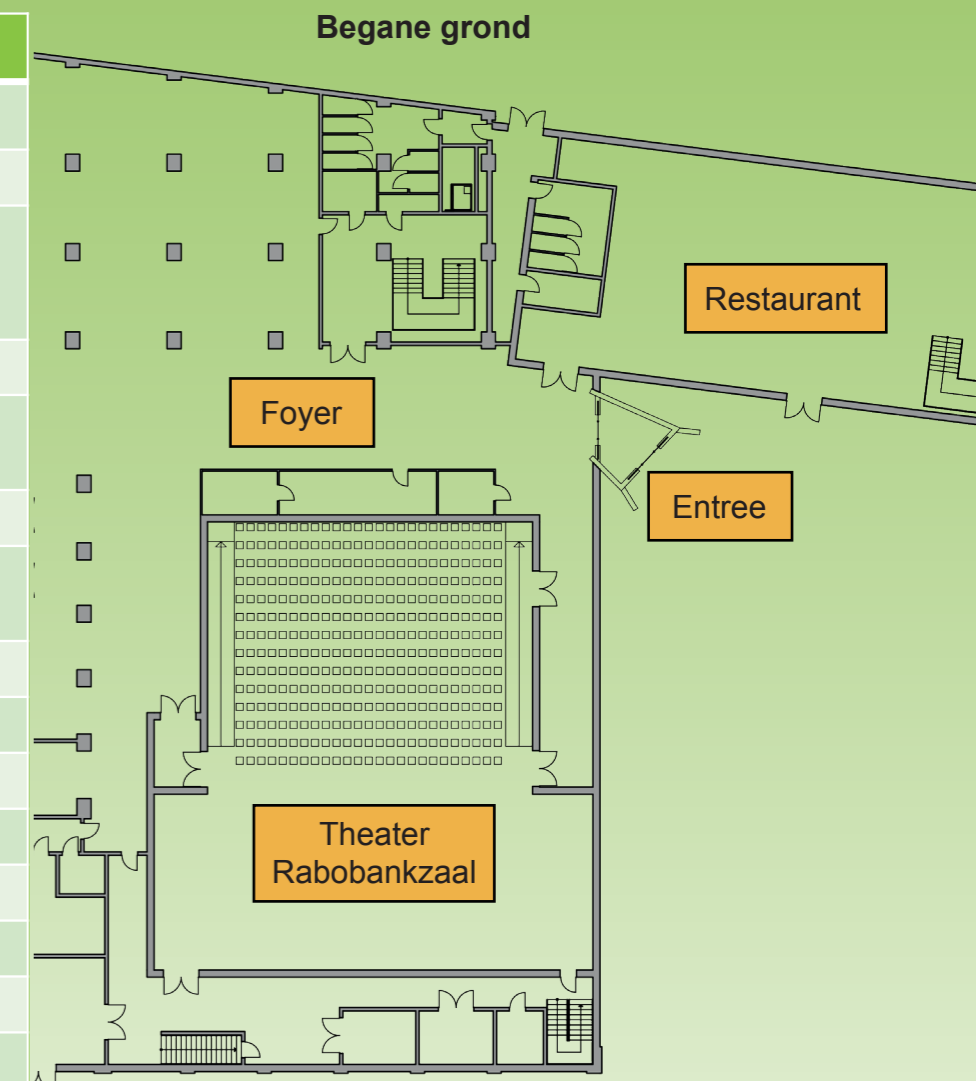 Begane grond
Restaurant
Foyer
Entree
Theater
Rabobankzaal